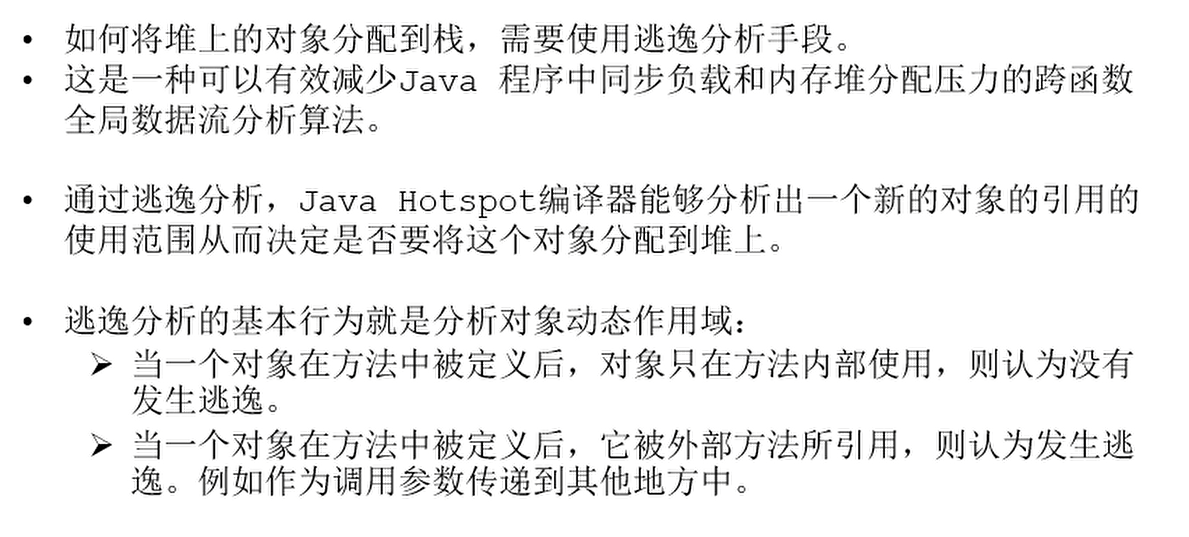 • 如何将堆上的对象分配到栈，需要使用逃逸分析手段。
• 这是一种可以有效减少Java 程序中同步负载和内存堆分配压力的跨函数
全局数据流分析算法。
• 通过逃逸分析，Java Hotspot编译器能够分析出一个新的对象的引用的
使用范围从而决定是否要将这个对象分配到堆上。
• 逃逸分析的基本行为就是分析对象动态作用域：
➢ 当一个对象在方法中被定义后，对象只在方法内部使用，则认为没有
发生逃逸。
➢ 当一个对象在方法中被定义后，它被外部方法所引用，则认为发生逃
逸。例如作为调用参数传递到其他地方中。